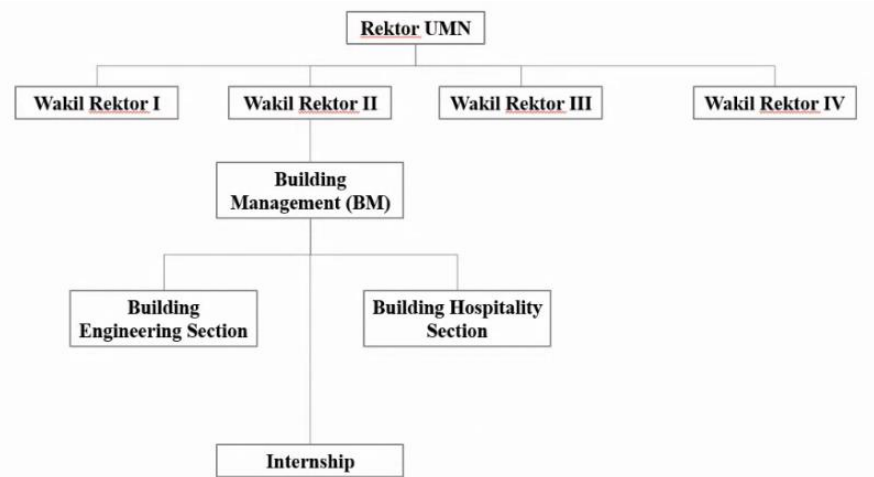 Rektor UMN
Wakil Rektor I
Wakil Rektor II
Wakil Rektor III
Wakil Rektor IV
Building
Management (BM)
Building
Engineering Section
Building Hospitality
Section
Internship